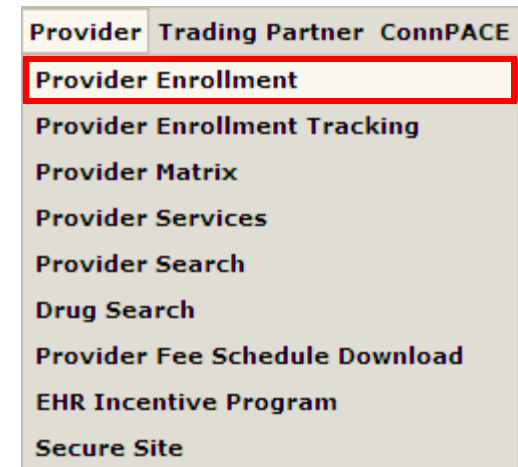 Provider Trading Partner ConnPACE
Provider Enrollment
Provider Enrollment Tracking
Provider Matrix
Provider Services
Provider Search
Drug Search
Provider Fee Schedule Download
EHR Incentive Program
Secure Site